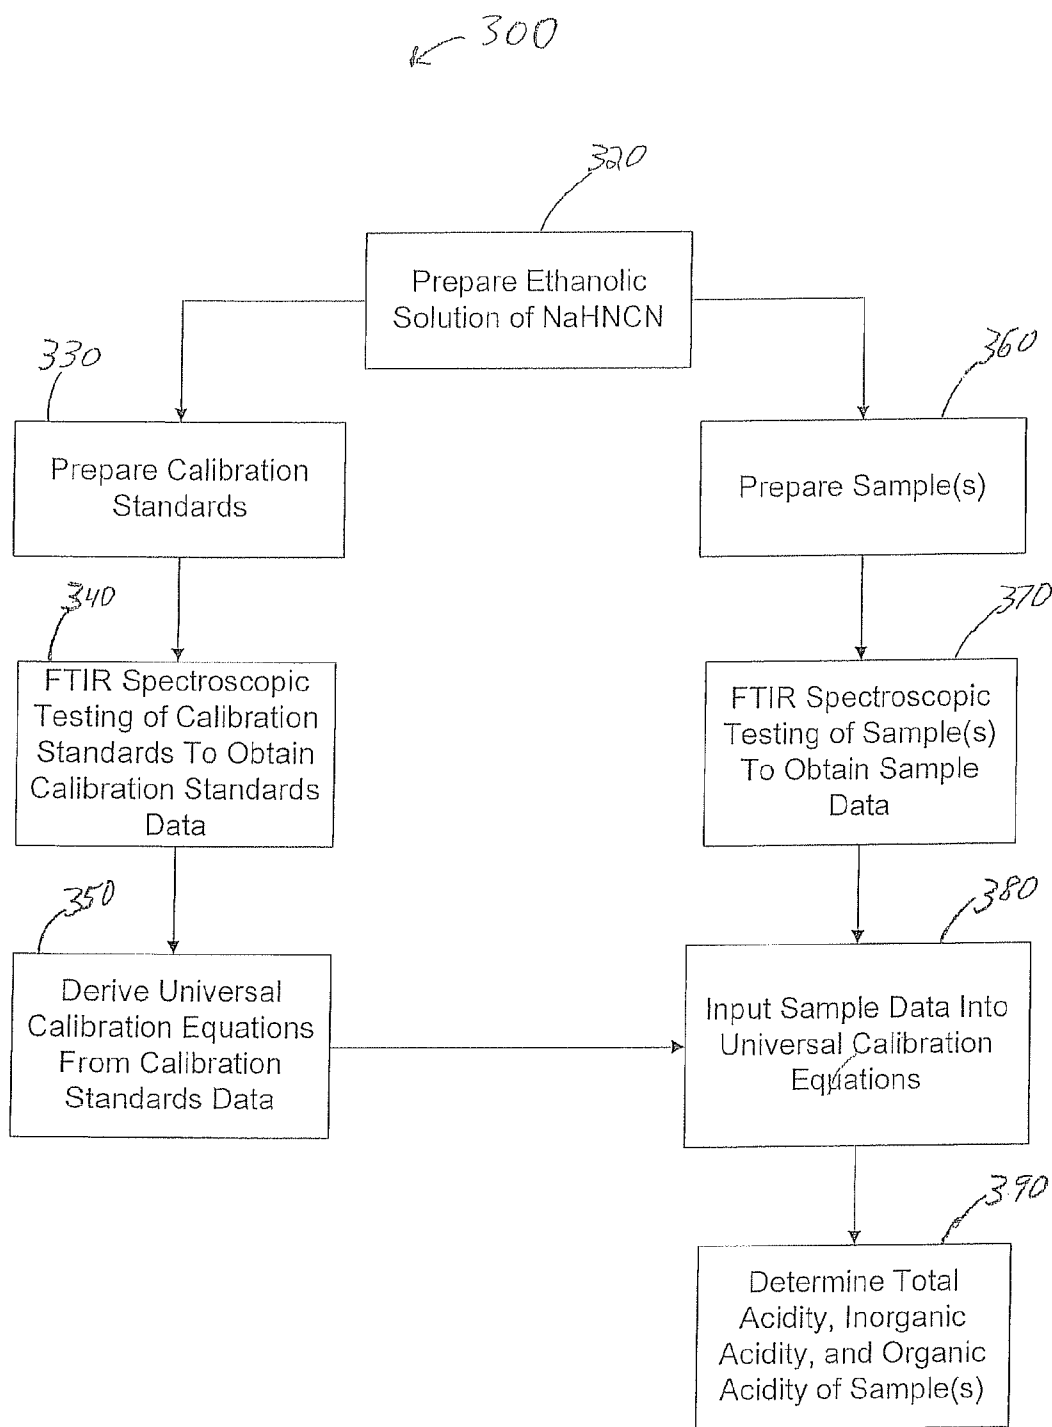 300
320
Prepare Ethanolic
Solution of NaHNCN
330
Prepare Calibration
Standards
360
Prepare Sample(s)
340
FTIR Spectroscopic
Testing of Calibration
Standards To Obtain
Calibration Standards
Data
370
FTIR Spectroscopic
Testing of Sample(s)
To Obtain Sample
Data
350
Derive Universal
Calibration Equations
From Calibration
Standards Data
380
Input Sample Data Into
Universal Calibration
Equations
390
Determine Total
Acidity, Inorganic
Acidity, and Organic
Acidity of Sample(s)